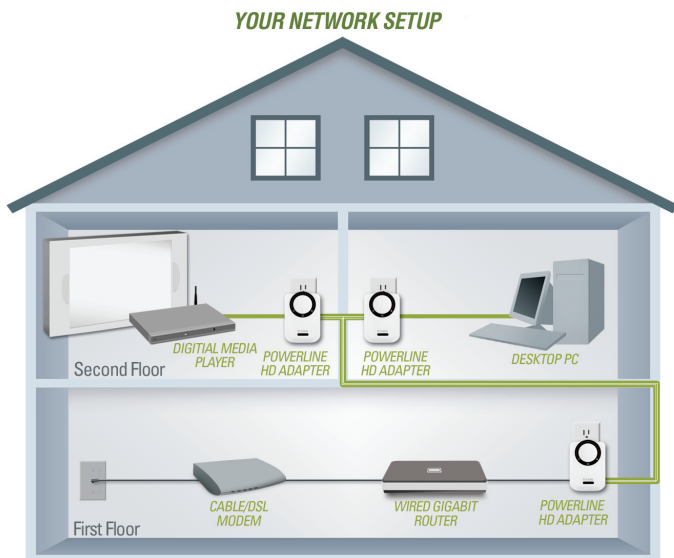 YOUR NETWORK SETUP
DIGITIAL MEDIA
PLAYER
POWERLINE
HD ADAPTER
POWERLINE
HD ADAPTER
DESKTOP PC
Second Floor
CABLE/DSL
MODEM
WIRED GIGABIT
ROUTER
POWERLINE
HD ADAPTER
First Floor